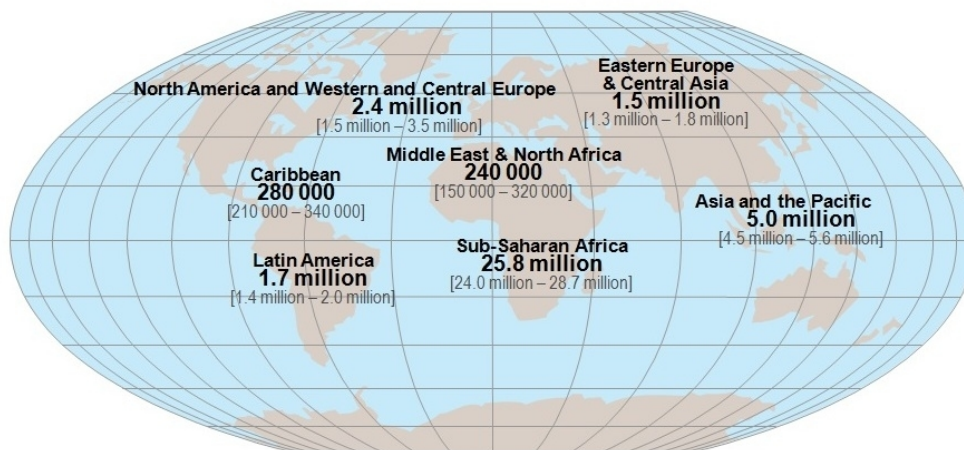 North America and Western and Central Europe
2.4 million
[1.5 million – 3.5 million]
Eastern Europe
& Central Asia
1.5 million
[1.3 million – 1.8 million]
Middle East & North Africa
240 000
[150 000 – 320 000]
Caribbean
280 000
[210 000 – 340 000]
Asia and the Pacific
5.0 million
[4.5 million – 5.6 million]
Latin America
1.7 million
[1.4 million – 2.0 million]
Sub-Saharan Africa
25.8 million
[24.0 million – 28.7 million]